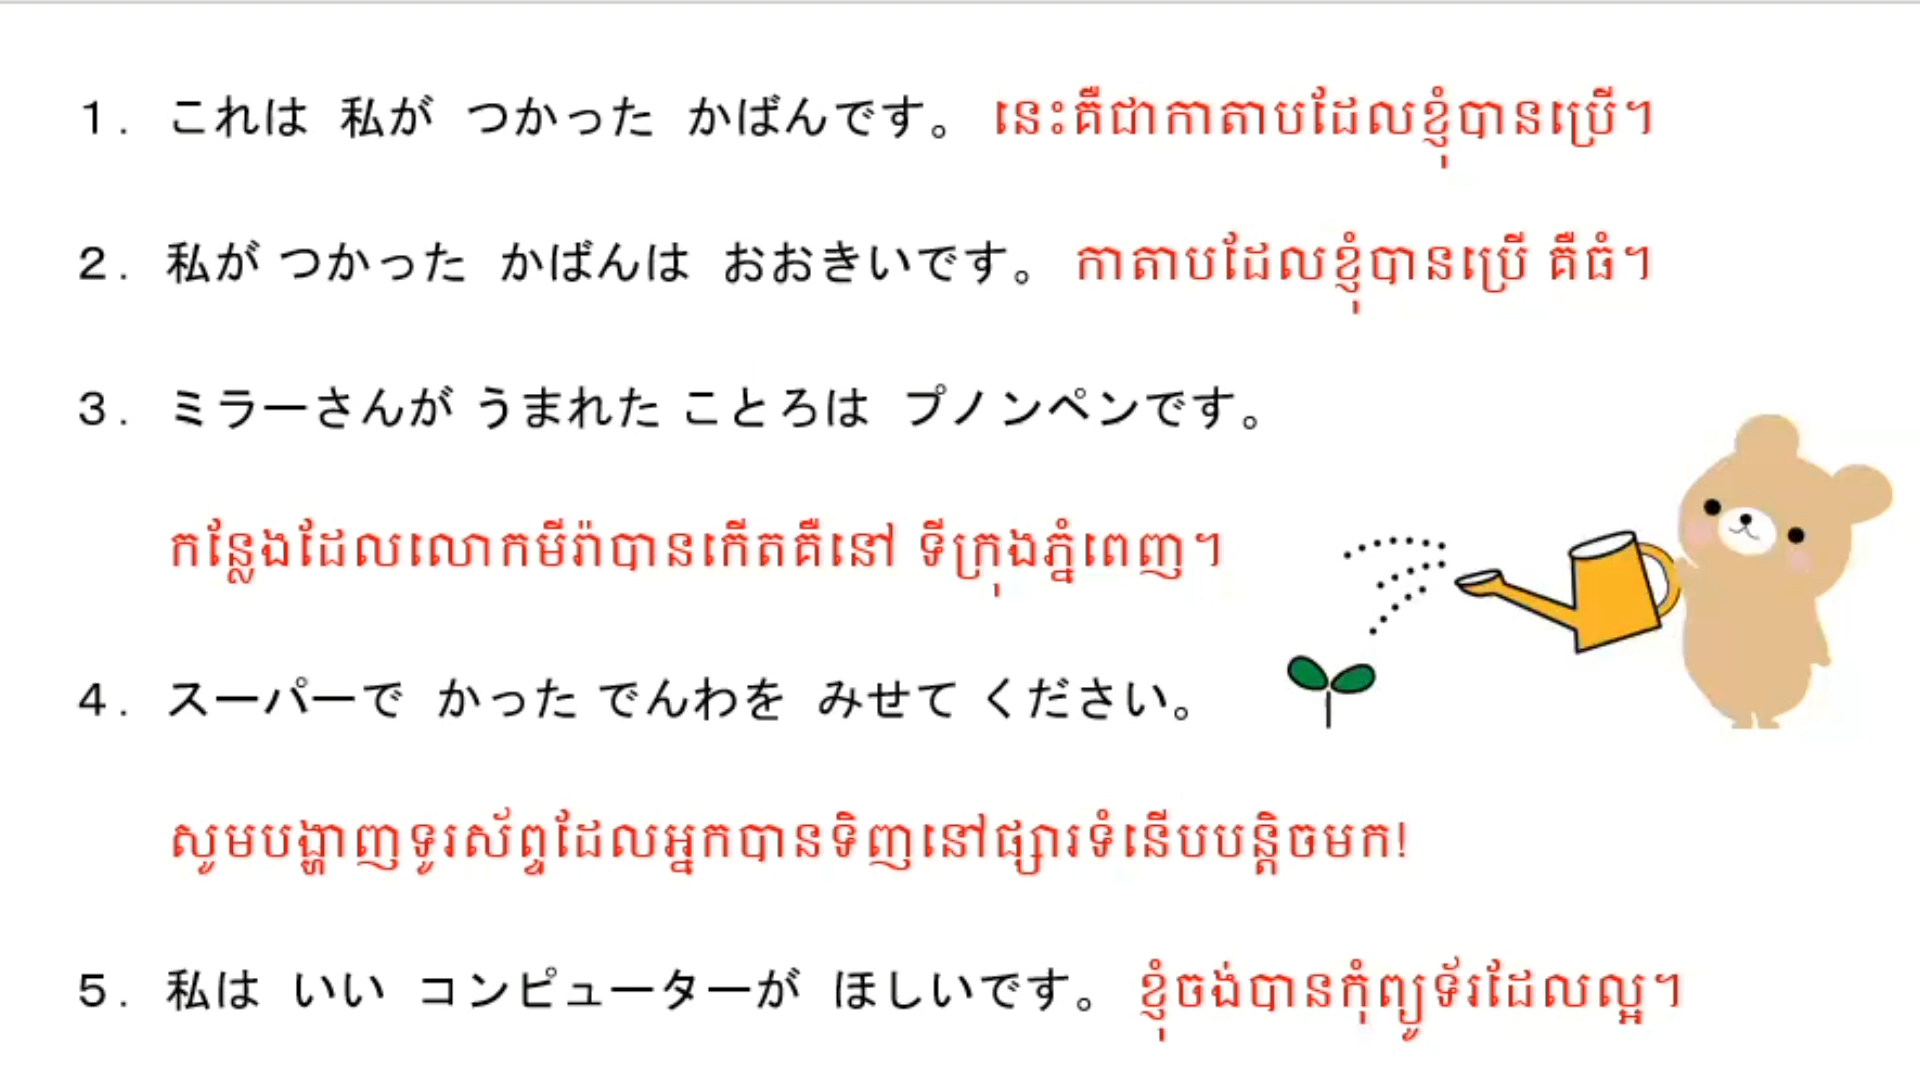 １．これは 私が つかった かばんです。 នេះគឺជាកាតាបដែលខ្ញុំបានប្រើ។
２．私が つかった かばんは おおきいです。 កាតាបដែលខ្ញុំបានប្រើ គឺធំ។
３．ミラーさんが うまれた ことろは プノンペンです。
កន្លែងដែលលោកមីរ៉ាបានកើតគឺនៅ ទីក្រុងភ្នំពេញ។
４．スーパーで かった でんわを みせて ください。
សូមបង្ហាញទូរស័ព្ទដែលអ្នកបានទិញនៅផ្សារទំនើបបន្តិចមក!
５．私は いい コンピューターが ほしいです。 ខ្ញុំចង់បានកុំព្យូទ័រដែលល្អ។